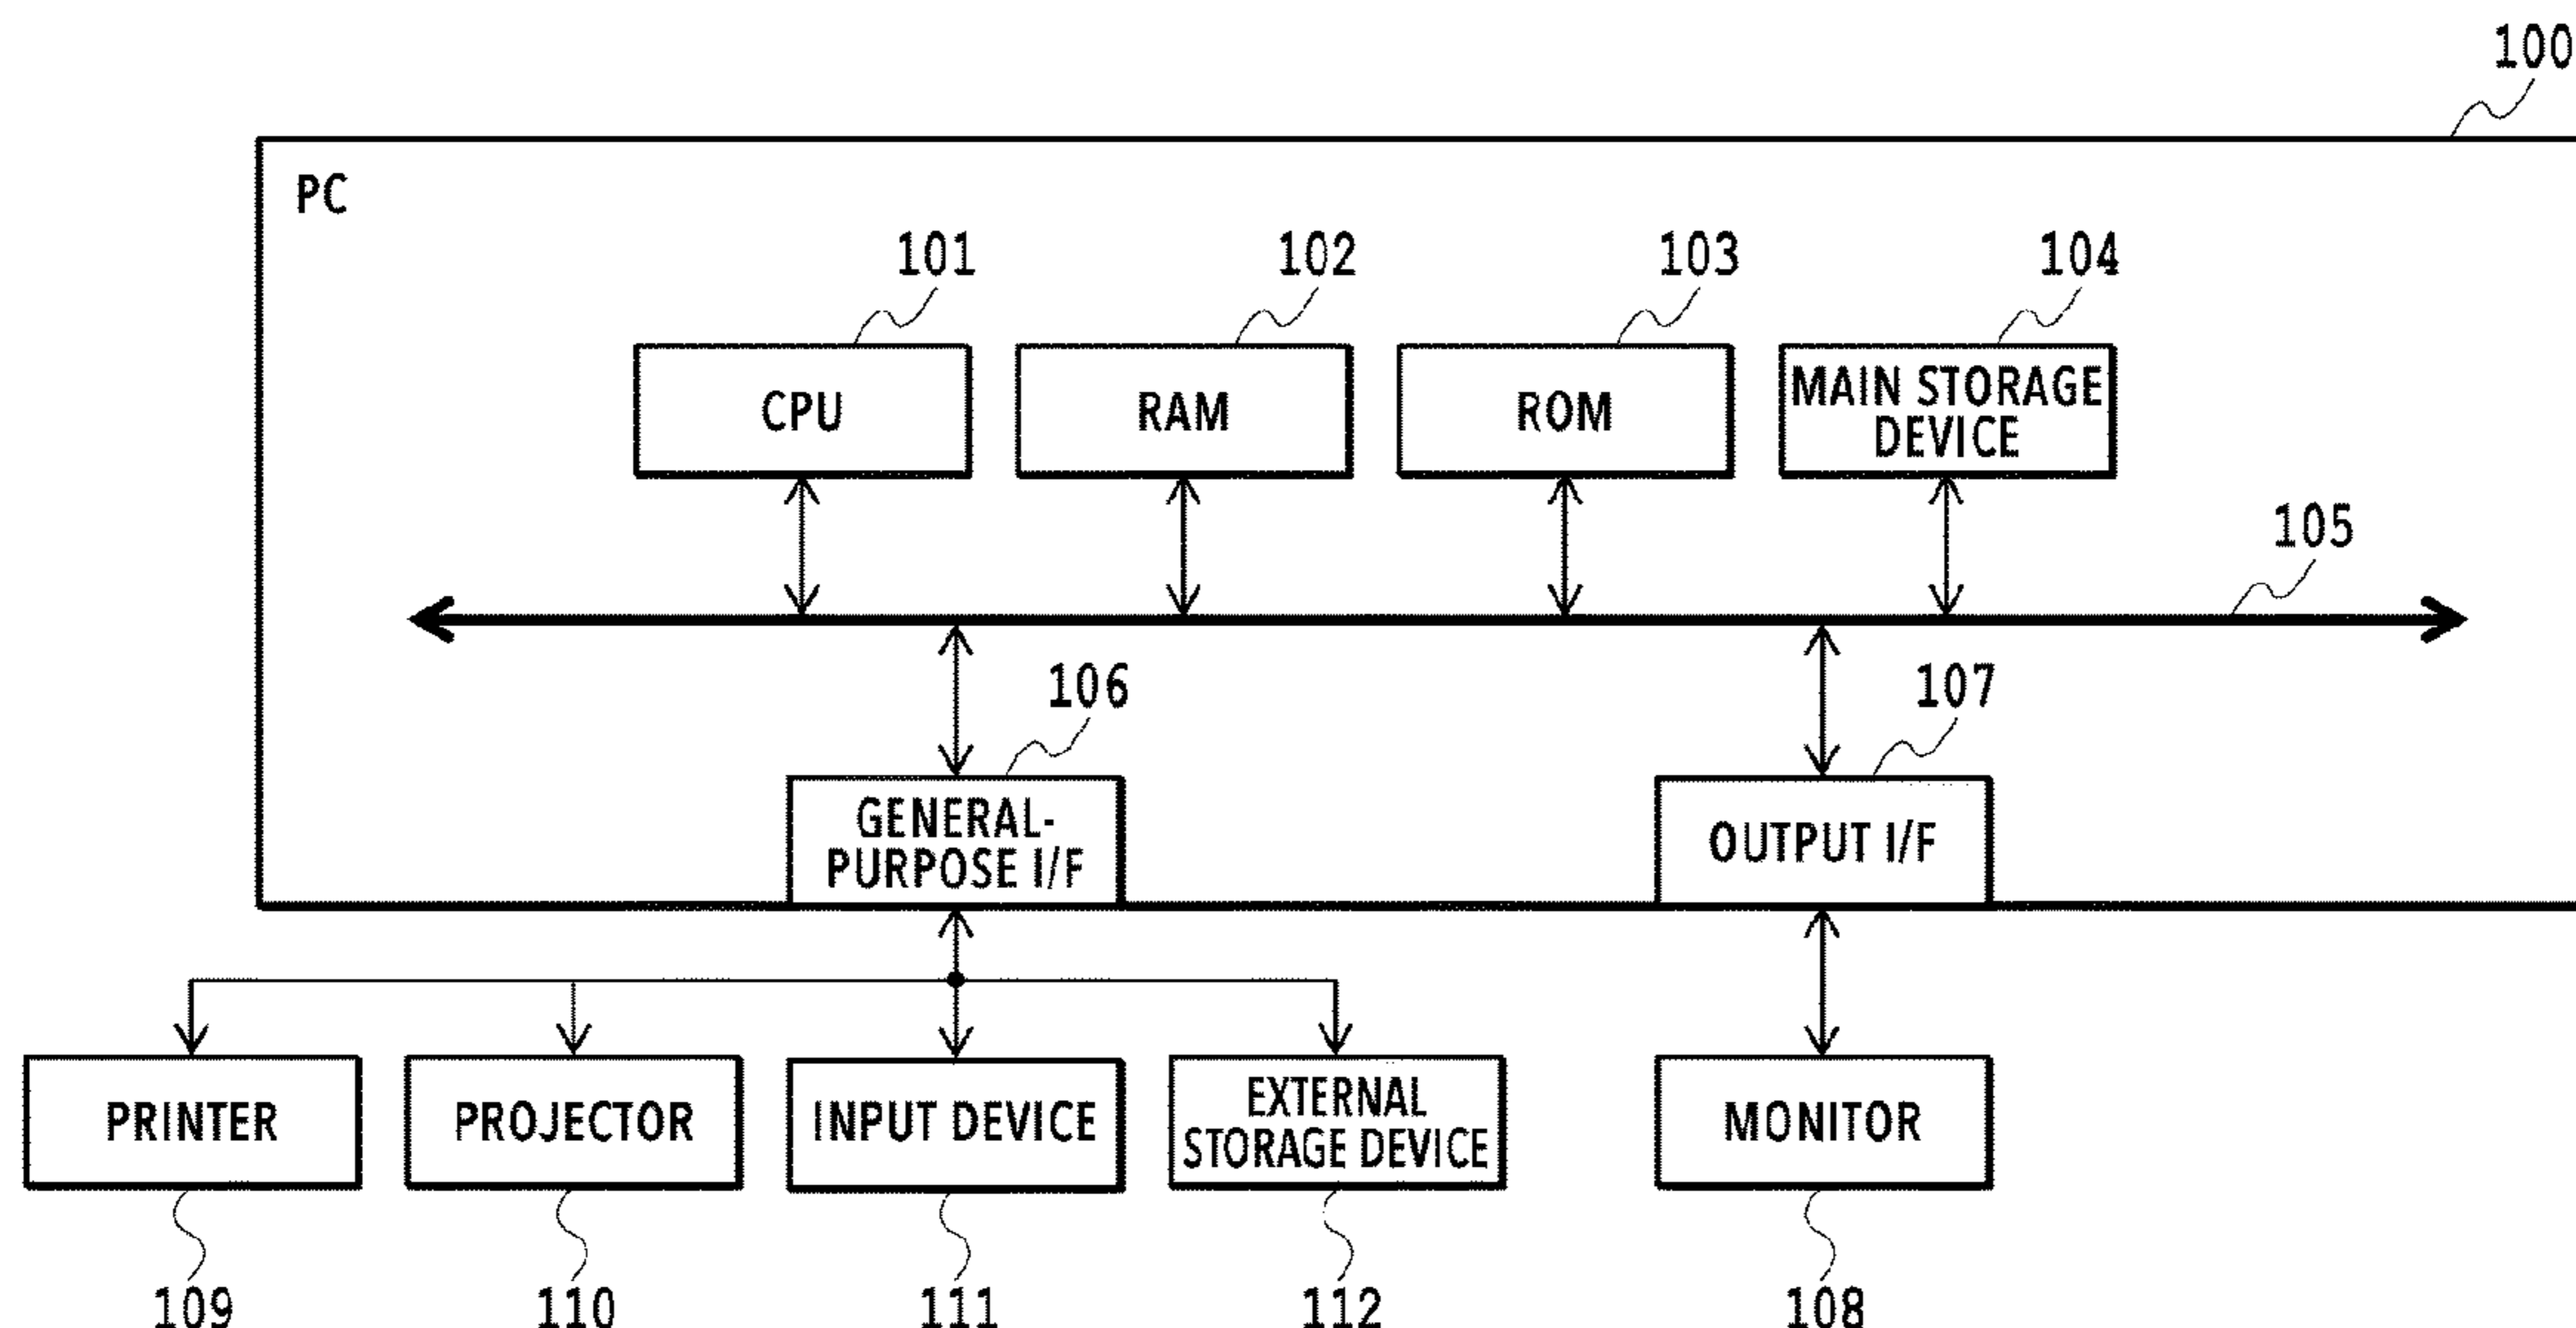 100
PC
101
102
103
104
CPU
RAM
ROM
MAIN STORAGE
DEVICE
105
106
107
GENERAL-
PURPOSE I/F
OUTPUT I/F
PRINTER
PROJECTOR
INPUT DEVICE
EXTERNAL
STORAGE DEVICE
MONITOR
109
110
111
112
108